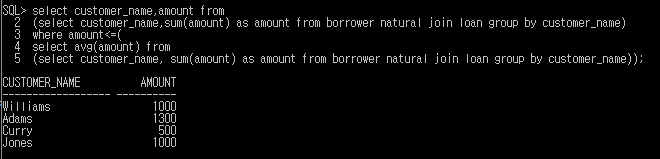 SQL> select customer_name,amount from
2 (select customer_name,sum(amount) as amount from borrower natural join loan group by customer_name)
3 where amount<=(
4 select avg(amount) from
5 (select customer_name, sum(amount) as amount from borrower natural join loan group by customer_name));
CUSTOMER_NAME AMOUNT
------------------ ----------
Williams 1000
Adams 1300
Curry 500
Jones 1000